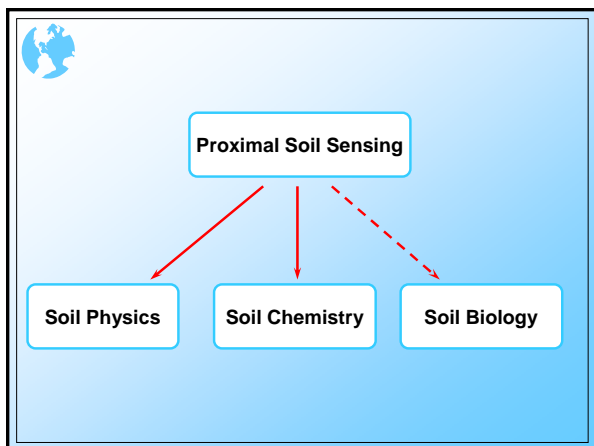 Proximal Soil Sensing
Soil Physics
Soil Chemistry
Soil Biology